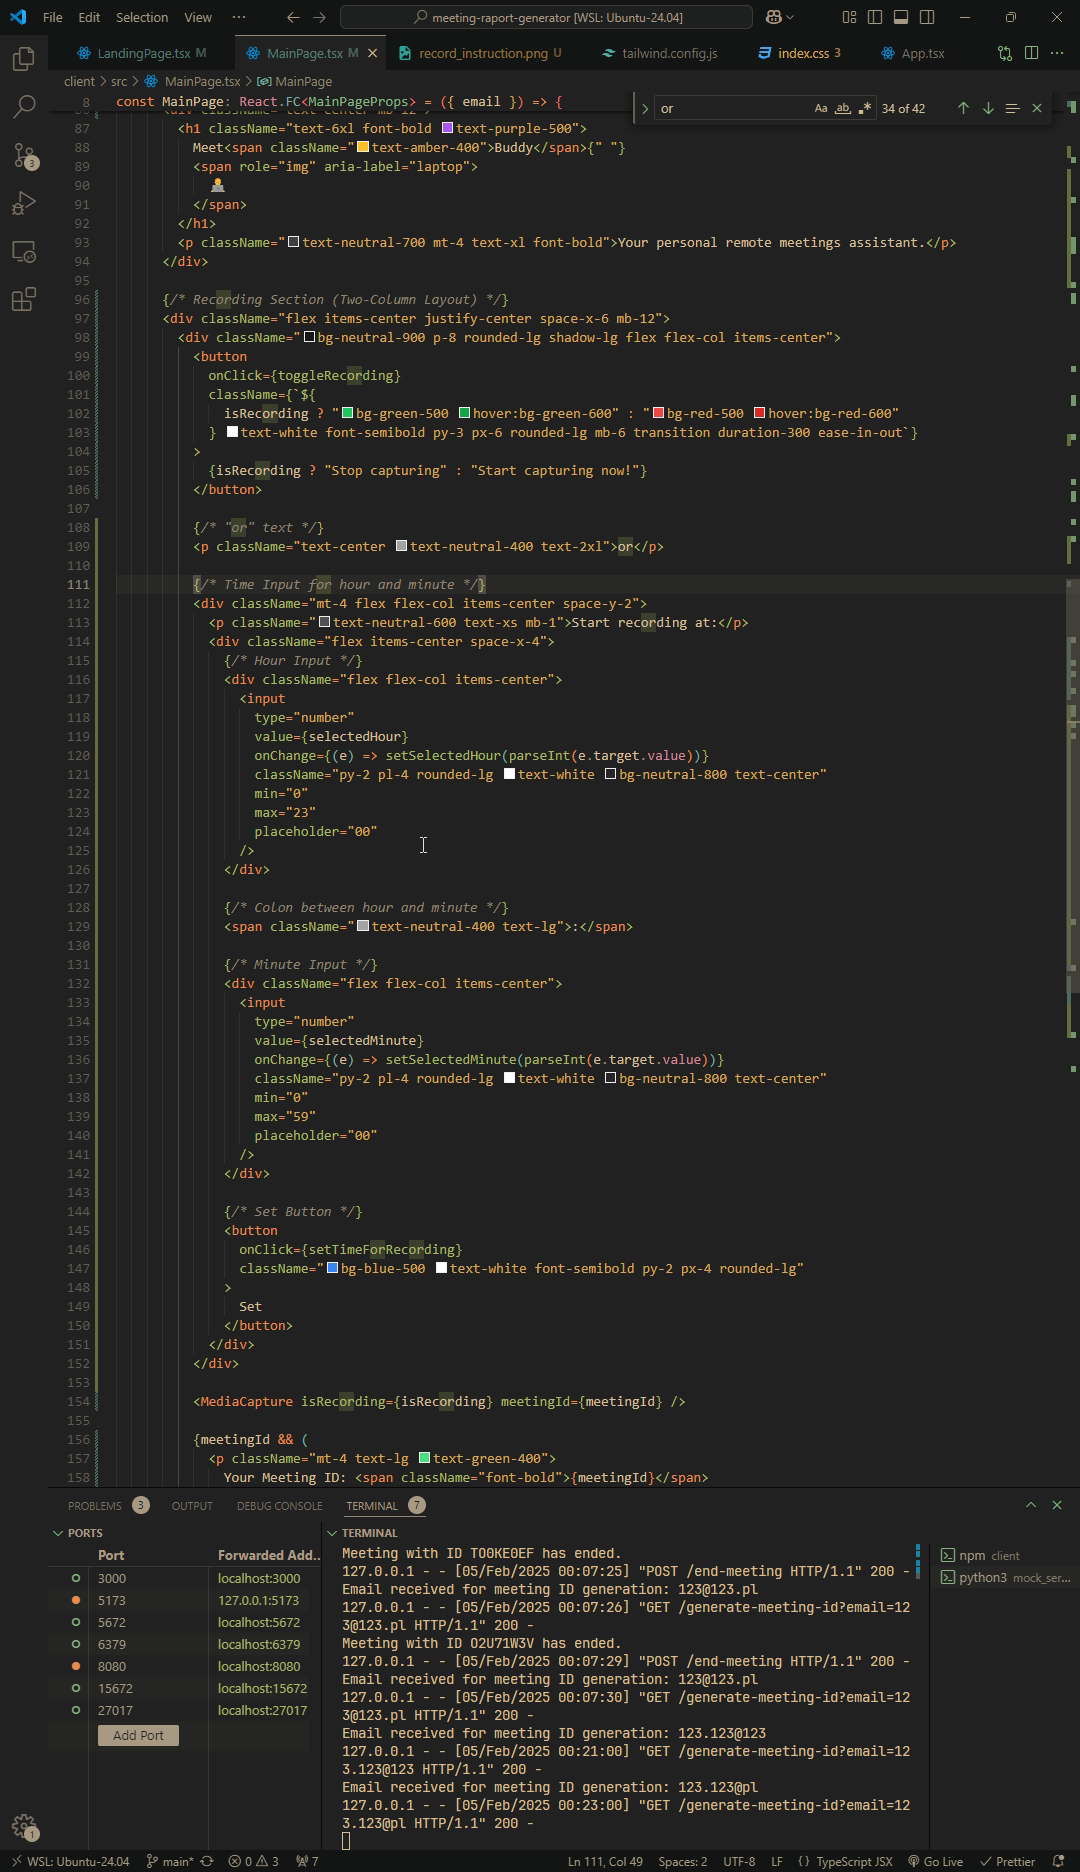 File Edit Selection View ··· meeting-raport-generator [WSL: Ubuntu-24.04]
LandingPage.tsx M MainPage.tsx M record_instruction.png U tailwind.config.js index.css 3 App.tsx
client > src > MainPage.tsx > MainPage
8 const MainPage: React.FC<MainPageProps> = ({ email }) => {
or Aa ab .* 34 of 42
87 <h1 className="text-6xl font-bold text-purple-500">
88 Meet<span className="text-amber-400">Buddy</span>{" "}
89 <span role="img" aria-label="laptop">
90 🧑‍💻
91 </span>
92 </h1>
93 <p className="text-neutral-700 mt-4 text-xl font-bold">Your personal remote meetings assistant.</p>
94 </div>
95
96 {/* Recording Section (Two-Column Layout) */}
97 <div className="flex items-center justify-center space-x-6 mb-12">
98 <div className="bg-neutral-900 p-8 rounded-lg shadow-lg flex flex-col items-center">
99 <button
100 onClick={toggleRecording}
101 className={`${
102 isRecording ? "bg-green-500 hover:bg-green-600" : "bg-red-500 hover:bg-red-600"
103 } text-white font-semibold py-3 px-6 rounded-lg mb-6 transition duration-300 ease-in-out`}
104 >
105 {isRecording ? "Stop capturing" : "Start capturing now!"}
106 </button>
107
108 {/* "or" text */}
109 <p className="text-center text-neutral-400 text-2xl">or</p>
110
111 {/* Time Input for hour and minute */}
112 <div className="mt-4 flex flex-col items-center space-y-2">
113 <p className="text-neutral-600 text-xs mb-1">Start recording at:</p>
114 <div className="flex items-center space-x-4">
115 {/* Hour Input */}
116 <div className="flex flex-col items-center">
117 <input
118 type="number"
119 value={selectedHour}
120 onChange={(e) => setSelectedHour(parseInt(e.target.value))}
121 className="py-2 pl-4 rounded-lg text-white bg-neutral-800 text-center"
122 min="0"
123 max="23"
124 placeholder="00"
125 />
126 </div>
127
128 {/* Colon between hour and minute */}
129 <span className="text-neutral-400 text-lg">:</span>
130
131 {/* Minute Input */}
132 <div className="flex flex-col items-center">
133 <input
134 type="number"
135 value={selectedMinute}
136 onChange={(e) => setSelectedMinute(parseInt(e.target.value))}
137 className="py-2 pl-4 rounded-lg text-white bg-neutral-800 text-center"
138 min="0"
139 max="59"
140 placeholder="00"
141 />
142 </div>
143
144 {/* Set Button */}
145 <button
146 onClick={setTimeForRecording}
147 className="bg-blue-500 text-white font-semibold py-2 px-4 rounded-lg"
148 >
149 Set
150 </button>
151 </div>
152 </div>
153
154 <MediaCapture isRecording={isRecording} meetingId={meetingId} />
155
156 {meetingId && (
157 <p className="mt-4 text-lg text-green-400">
158 Your Meeting ID: <span className="font-bold">{meetingId}</span>
PROBLEMS 3 OUTPUT DEBUG CONSOLE TERMINAL 7
PORTS
Port Forwarded Add...
3000 localhost:3000
5173 127.0.0.1:5173
5672 localhost:5672
6379 localhost:6379
8080 localhost:8080
15672 localhost:15672
27017 localhost:27017
Add Port
TERMINAL
Meeting with ID TO0KE0EF has ended.
127.0.0.1 - - [05/Feb/2025 00:07:25] "POST /end-meeting HTTP/1.1" 200 -
Email received for meeting ID generation: 123@123.pl
127.0.0.1 - - [05/Feb/2025 00:07:26] "GET /generate-meeting-id?email=12
3@123.pl HTTP/1.1" 200 -
Meeting with ID O2U71W3V has ended.
127.0.0.1 - - [05/Feb/2025 00:07:29] "POST /end-meeting HTTP/1.1" 200 -
Email received for meeting ID generation: 123@123.pl
127.0.0.1 - - [05/Feb/2025 00:07:30] "GET /generate-meeting-id?email=12
3@123.pl HTTP/1.1" 200 -
Email received for meeting ID generation: 123.123@123
127.0.0.1 - - [05/Feb/2025 00:21:00] "GET /generate-meeting-id?email=12
3.123@123 HTTP/1.1" 200 -
Email received for meeting ID generation: 123.123@pl
127.0.0.1 - - [05/Feb/2025 00:23:00] "GET /generate-meeting-id?email=12
3.123@pl HTTP/1.1" 200 -
npm client
python3 mock_ser...
3
1
WSL: Ubuntu-24.04 main* 0 3 7 Ln 111, Col 49 Spaces: 2 UTF-8 LF {} TypeScript JSX Go Live Prettier